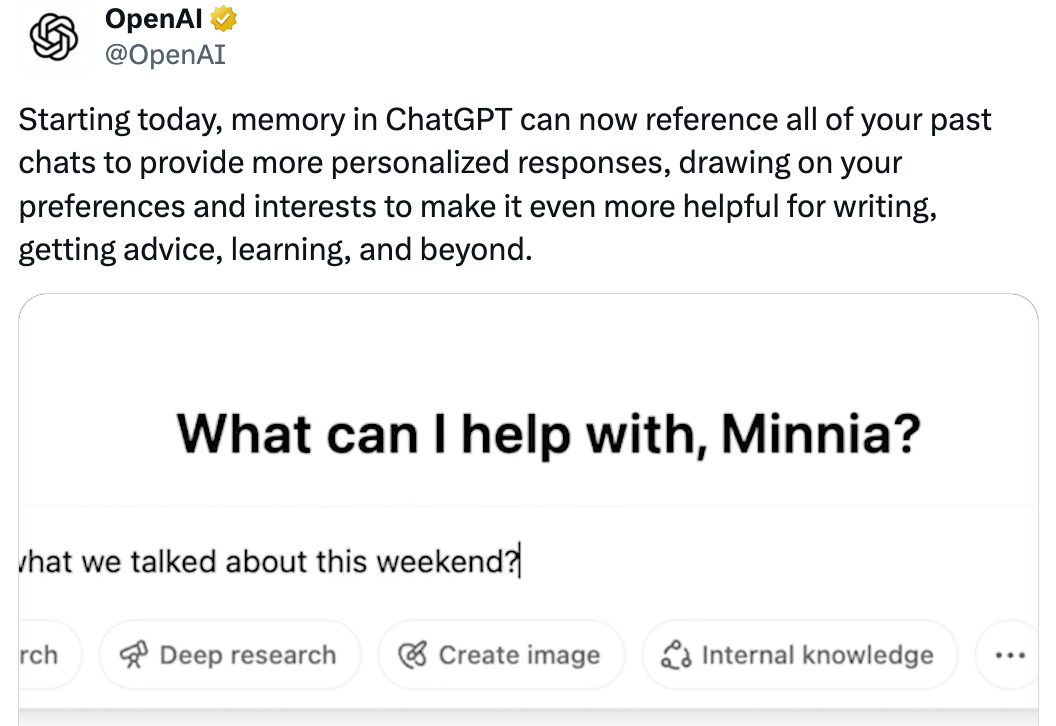 OpenAI
@OpenAI
Starting today, memory in ChatGPT can now reference all of your past
chats to provide more personalized responses, drawing on your
preferences and interests to make it even more helpful for writing,
getting advice, learning, and beyond.
What can I help with, Minnia?
what we talked about this weekend?
rch
Deep research
Create image
Internal knowledge
...